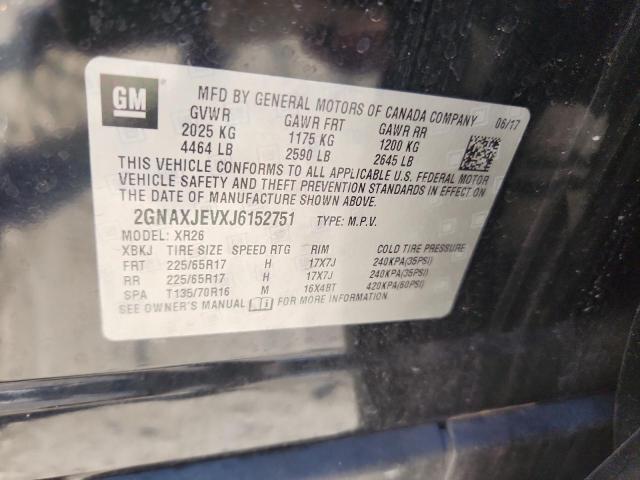 GM
MFD BY GENERAL MOTORS OF CANADA COMPANY 06/17
GVWR GAWR FRT GAWR RR
2025 KG 1175 KG 1200 KG
4464 LB 2590 LB 2645 LB
THIS VEHICLE CONFORMS TO ALL APPLICABLE U.S. FEDERAL MOTOR
VEHICLE SAFETY AND THEFT PREVENTION STANDARDS IN EFFECT ON
THE DATE OF MANUFACTURE SHOWN ABOVE.
2GNAXJEVXJ6152751 TYPE: M.P.V.
MODEL: XR26
XBKJ TIRE SIZE SPEED RTG RIM COLD TIRE PRESSURE
FRT 225/65R17 H 17X7J 240KPA(35PSI)
RR 225/65R17 H 17X7J 240KPA(35PSI)
SPA T135/70R16 M 16X4BT 420KPA(60PSI)
SEE OWNER'S MANUAL FOR MORE INFORMATION